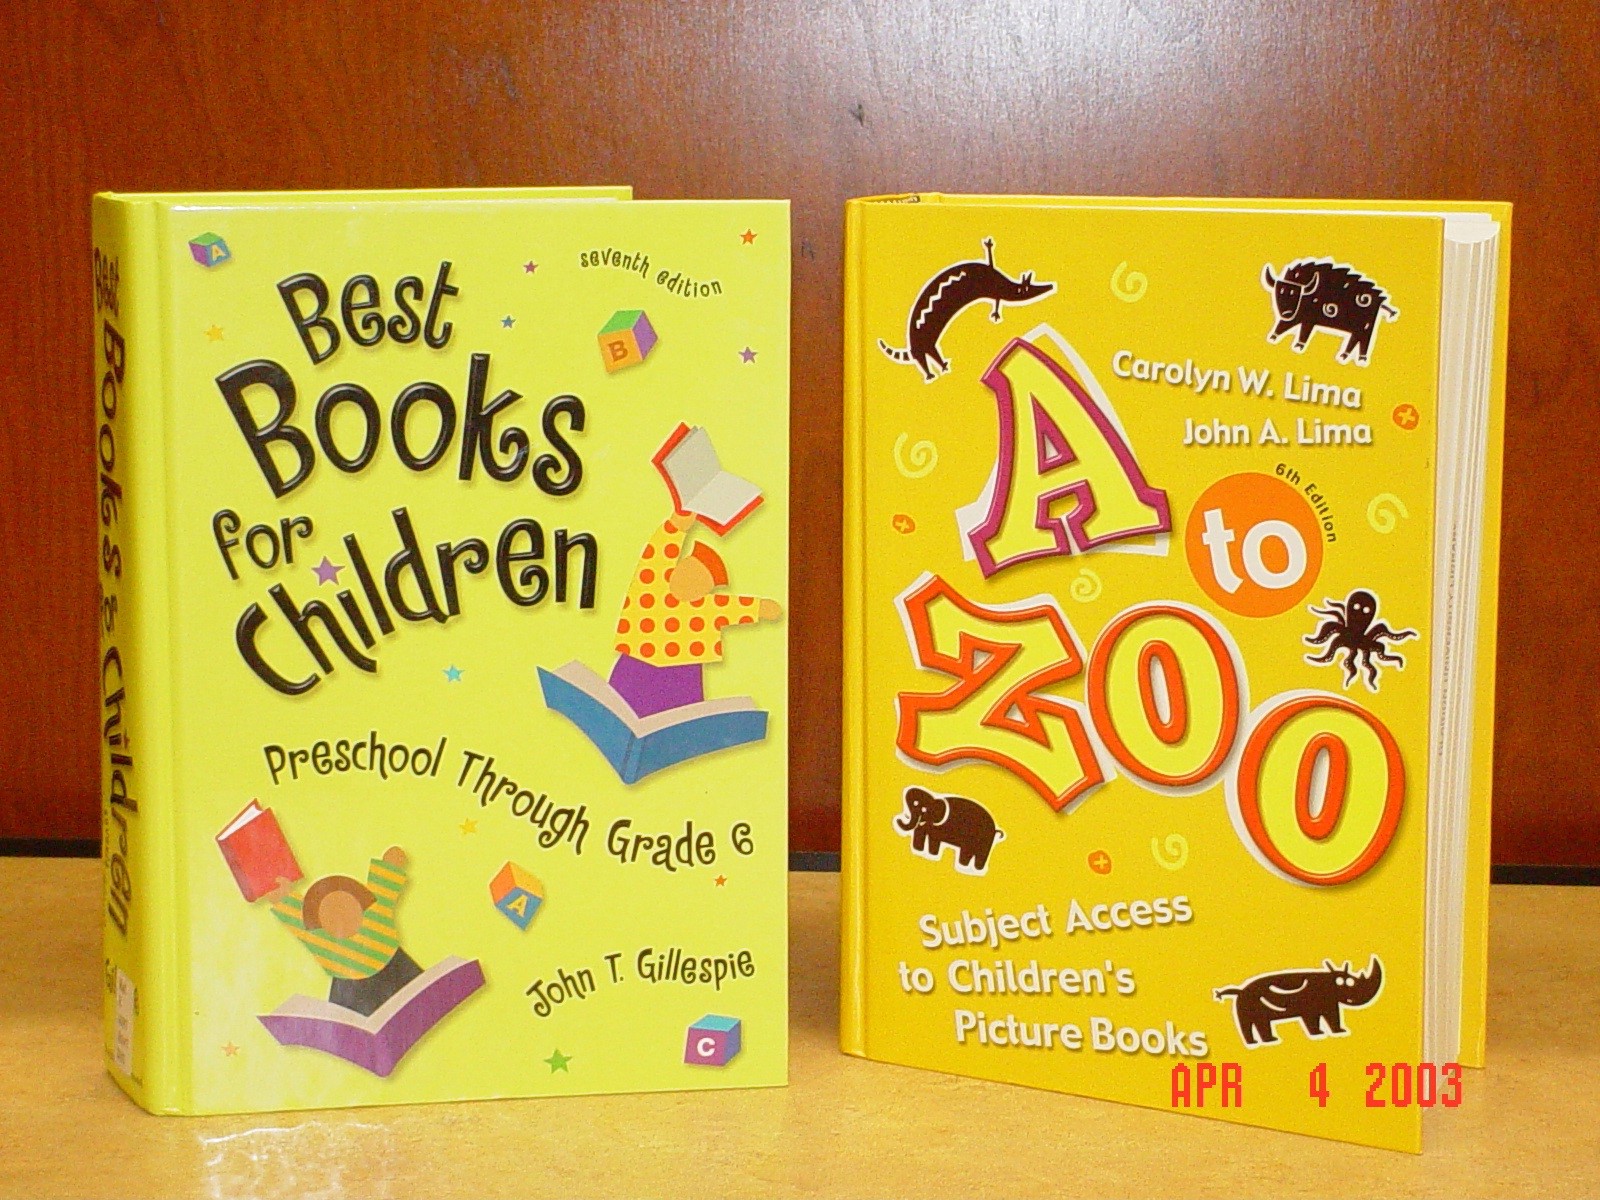 Best Books for Children
A
seventh edition
Best
Books
for
Children
B
Preschool Through Grade 6
A
John T. Gillespie
C
Carolyn W. Lima
John A. Lima
A
to
6th Edition
ZOO
Subject Access
to Children's
Picture Books
APR 4 2003